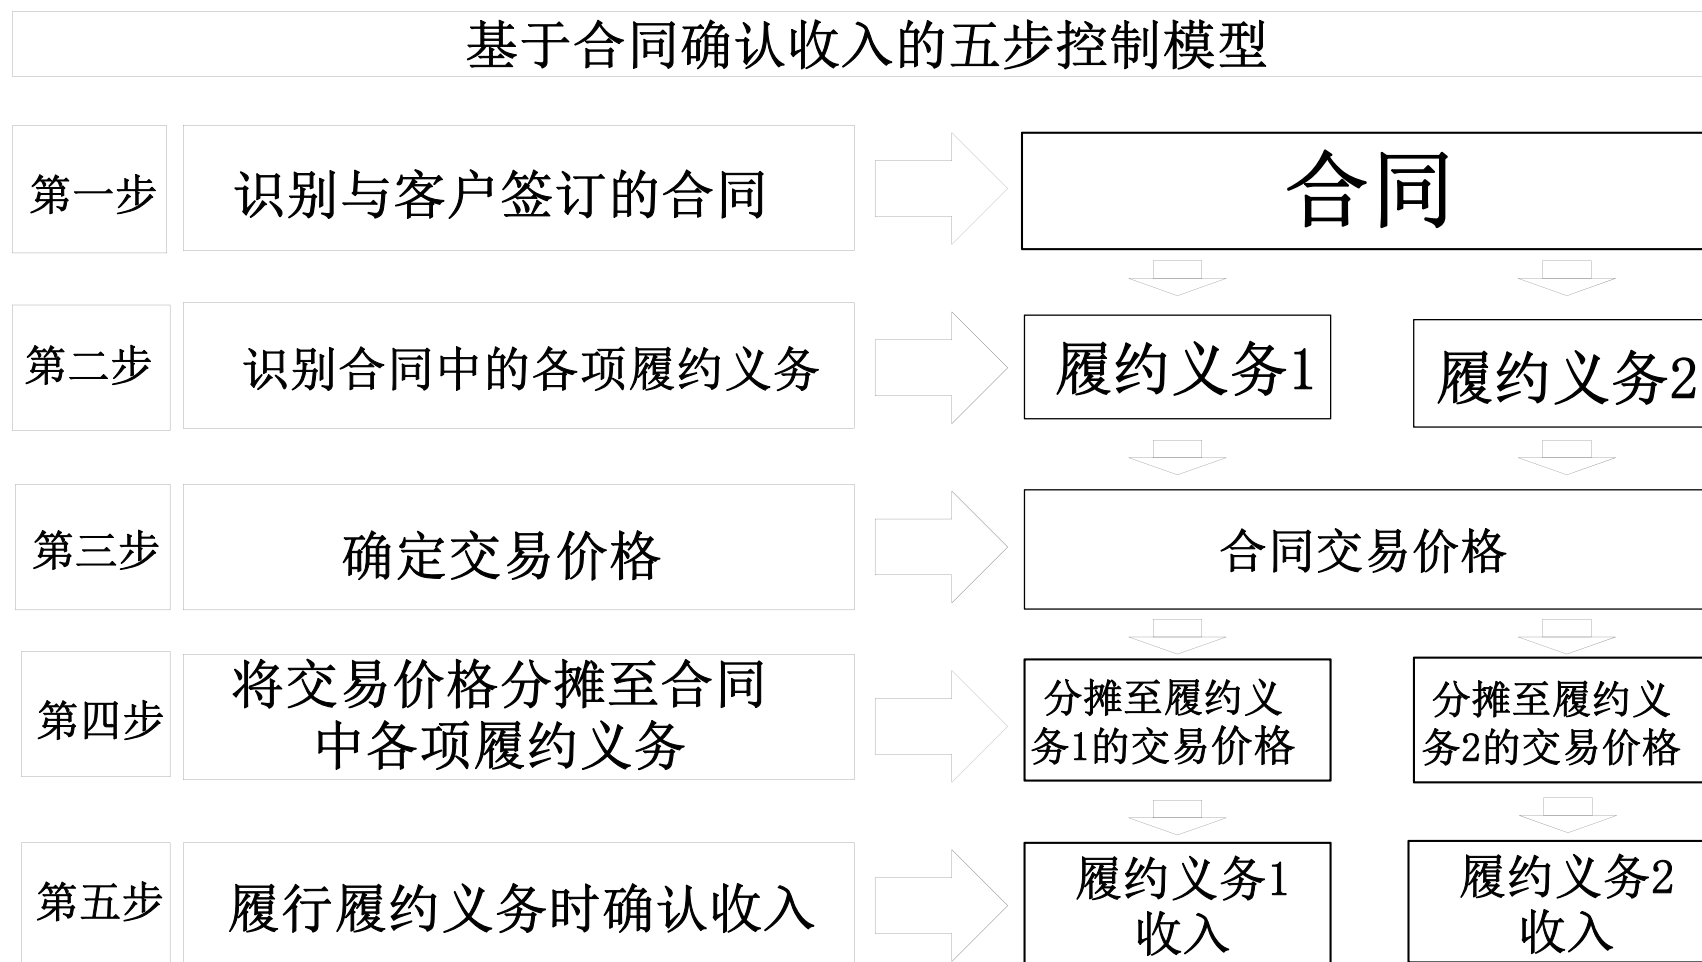 基于合同确认收入的五步控制模型
第一步
识别与客户签订的合同
合同
第二步
识别合同中的各项履约义务
履约义务1
履约义务2
第三步
确定交易价格
合同交易价格
第四步
将交易价格分摊至合同
中各项履约义务
分摊至履约义
务1的交易价格
分摊至履约义
务2的交易价格
第五步
履行履约义务时确认收入
履约义务1
收入
履约义务2
收入